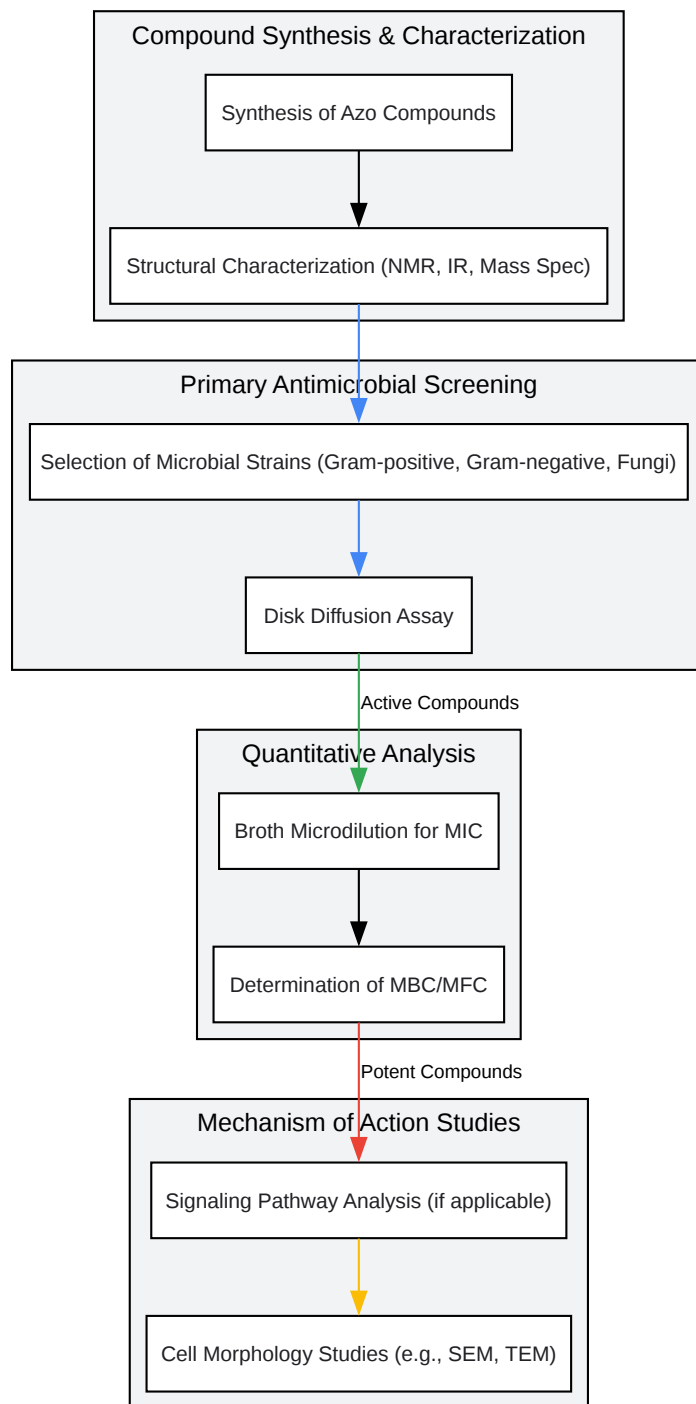 Compound Synthesis & Characterization
Synthesis of Azo Compounds
Structural Characterization (NMR, IR, Mass Spec)
Primary Antimicrobial Screening
Selection of Microbial Strains (Gram-positive, Gram-negative, Fungi)
Disk Diffusion Assay
Active Compounds
Quantitative Analysis
Broth Microdilution for MIC
Determination of MBC/MFC
Potent Compounds
Mechanism of Action Studies
Signaling Pathway Analysis (if applicable)
Cell Morphology Studies (e.g., SEM, TEM)